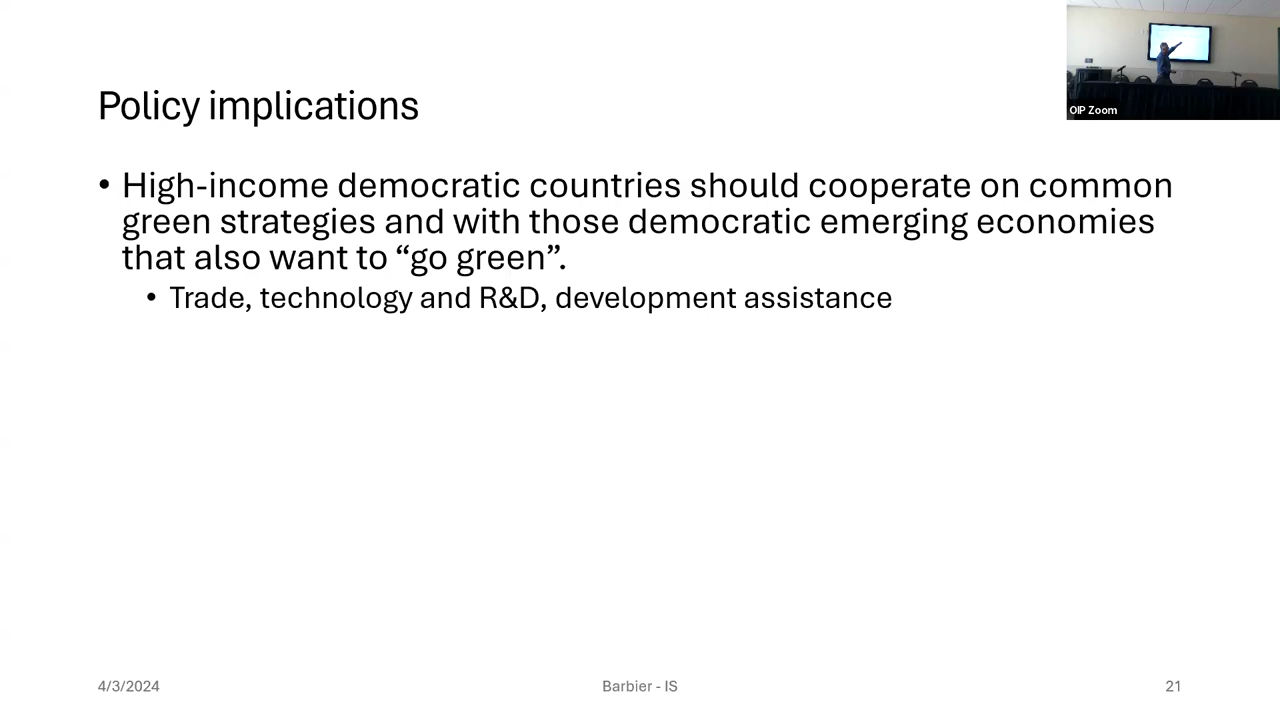 OIP Zoom
Policy implications
• High-income democratic countries should cooperate on common
green strategies and with those democratic emerging economies
that also want to “go green”.
• Trade, technology and R&D, development assistance
4/3/2024
Barbier - IS
21